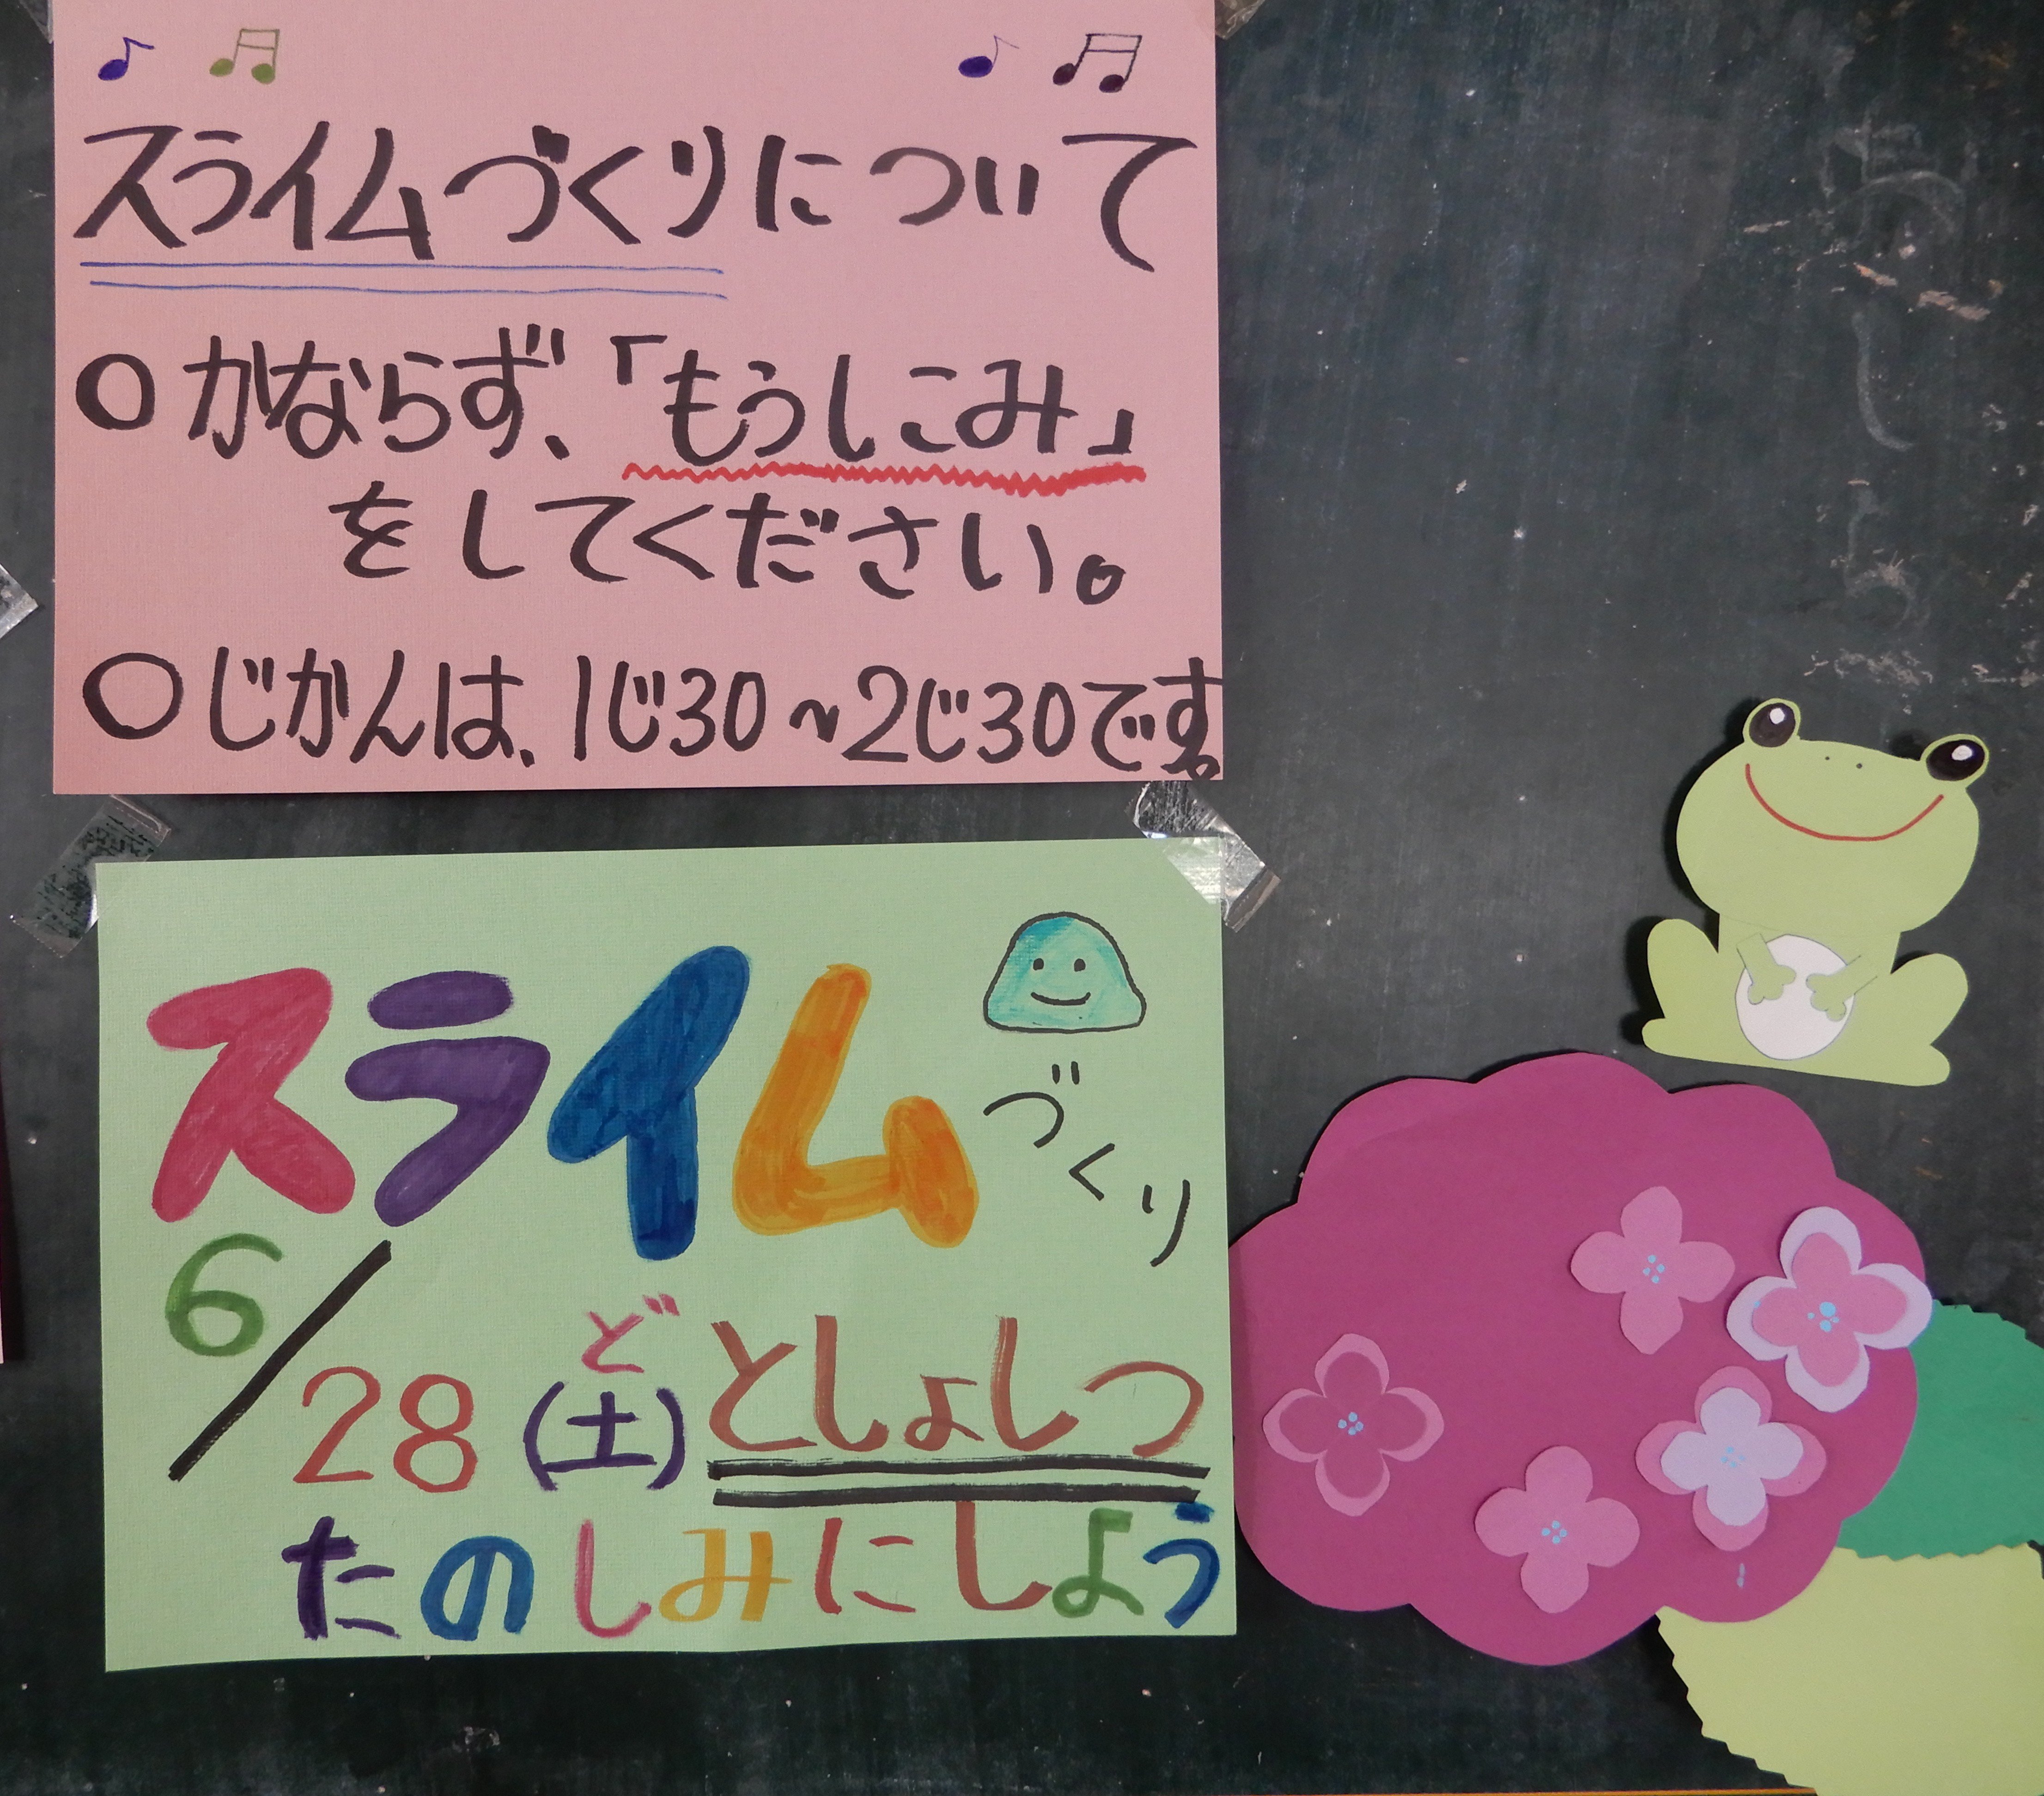 スライムづくりについて
○かならず、「もうしこみ」
をしてください。
○じかんは、1じ30~2じ30です。
スライム
づくり
6/28(土)
ど
としょしつ
たのしみにしよう